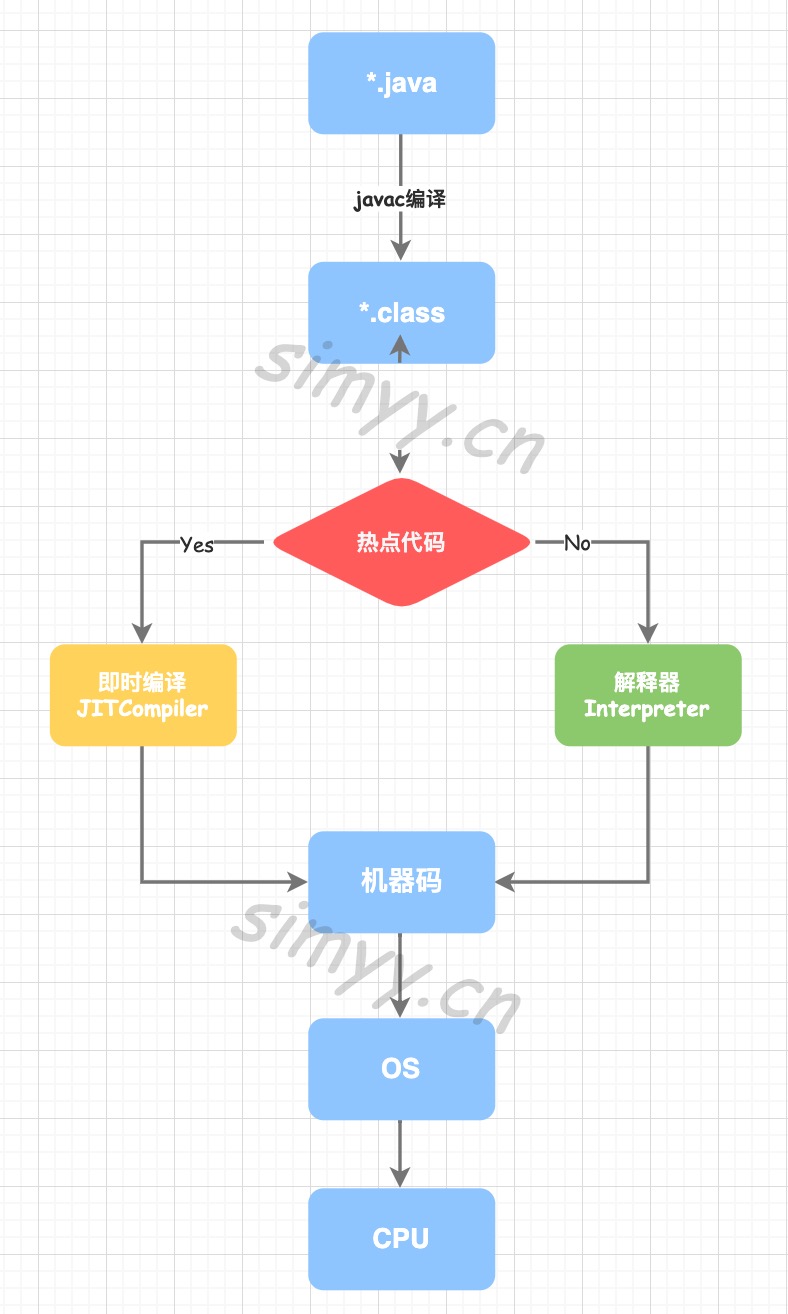 *.java
javac编译
*.class
simyy.cn
热点代码
Yes
No
即时编译
JITCompiler
解释器
Interpreter
机器码
simyy.cn
OS
CPU